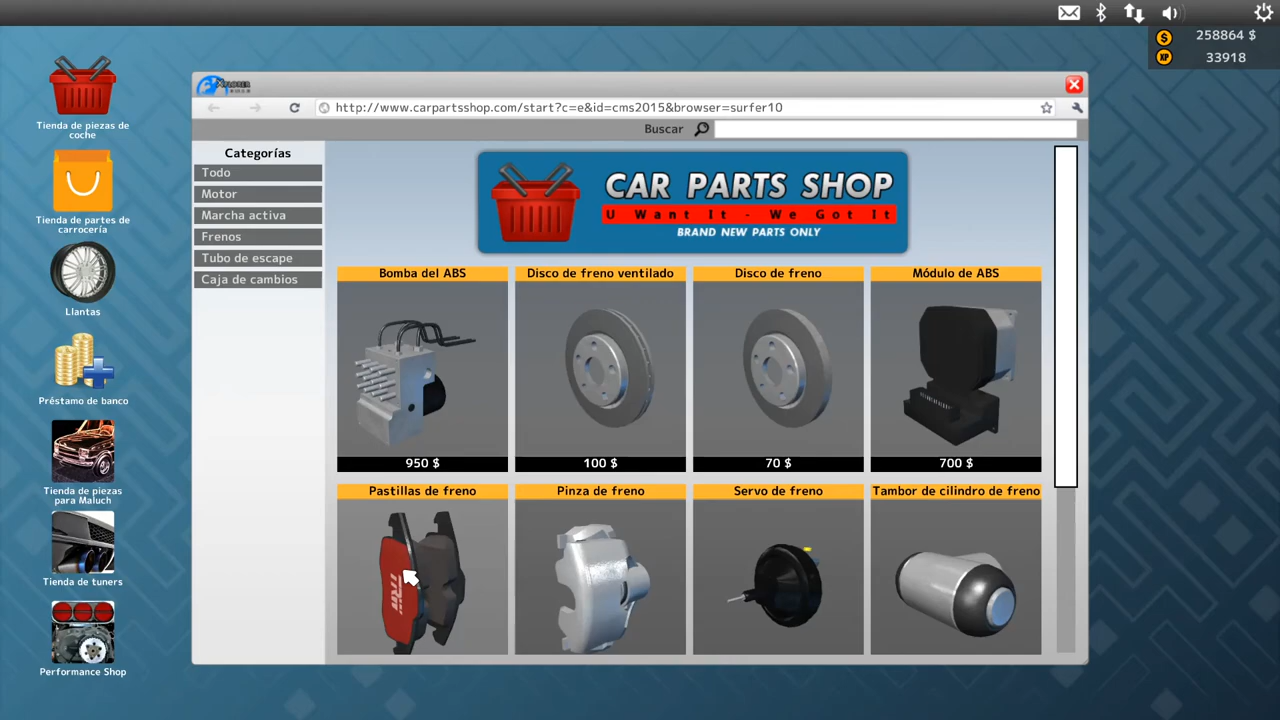 258864 $
33918
http://www.carpartsshop.com/start?c=e&id=cms2015&browser=surfer10
Buscar
Categorías
Todo
Motor
Marcha activa
Frenos
Tubo de escape
Caja de cambios
CAR PARTS SHOP
U Want It - We Got It
BRAND NEW PARTS ONLY
Bomba del ABS
Disco de freno ventilado
Disco de freno
Módulo de ABS
950 $
100 $
70 $
700 $
Pastillas de freno
Pinza de freno
Servo de freno
Tambor de cilindro de freno
TRW
Tienda de piezas de
coche
Tienda de partes de
carrocería
Llantas
Préstamo de banco
Tienda de piezas
para Maluch
Tienda de tuners
Performance Shop